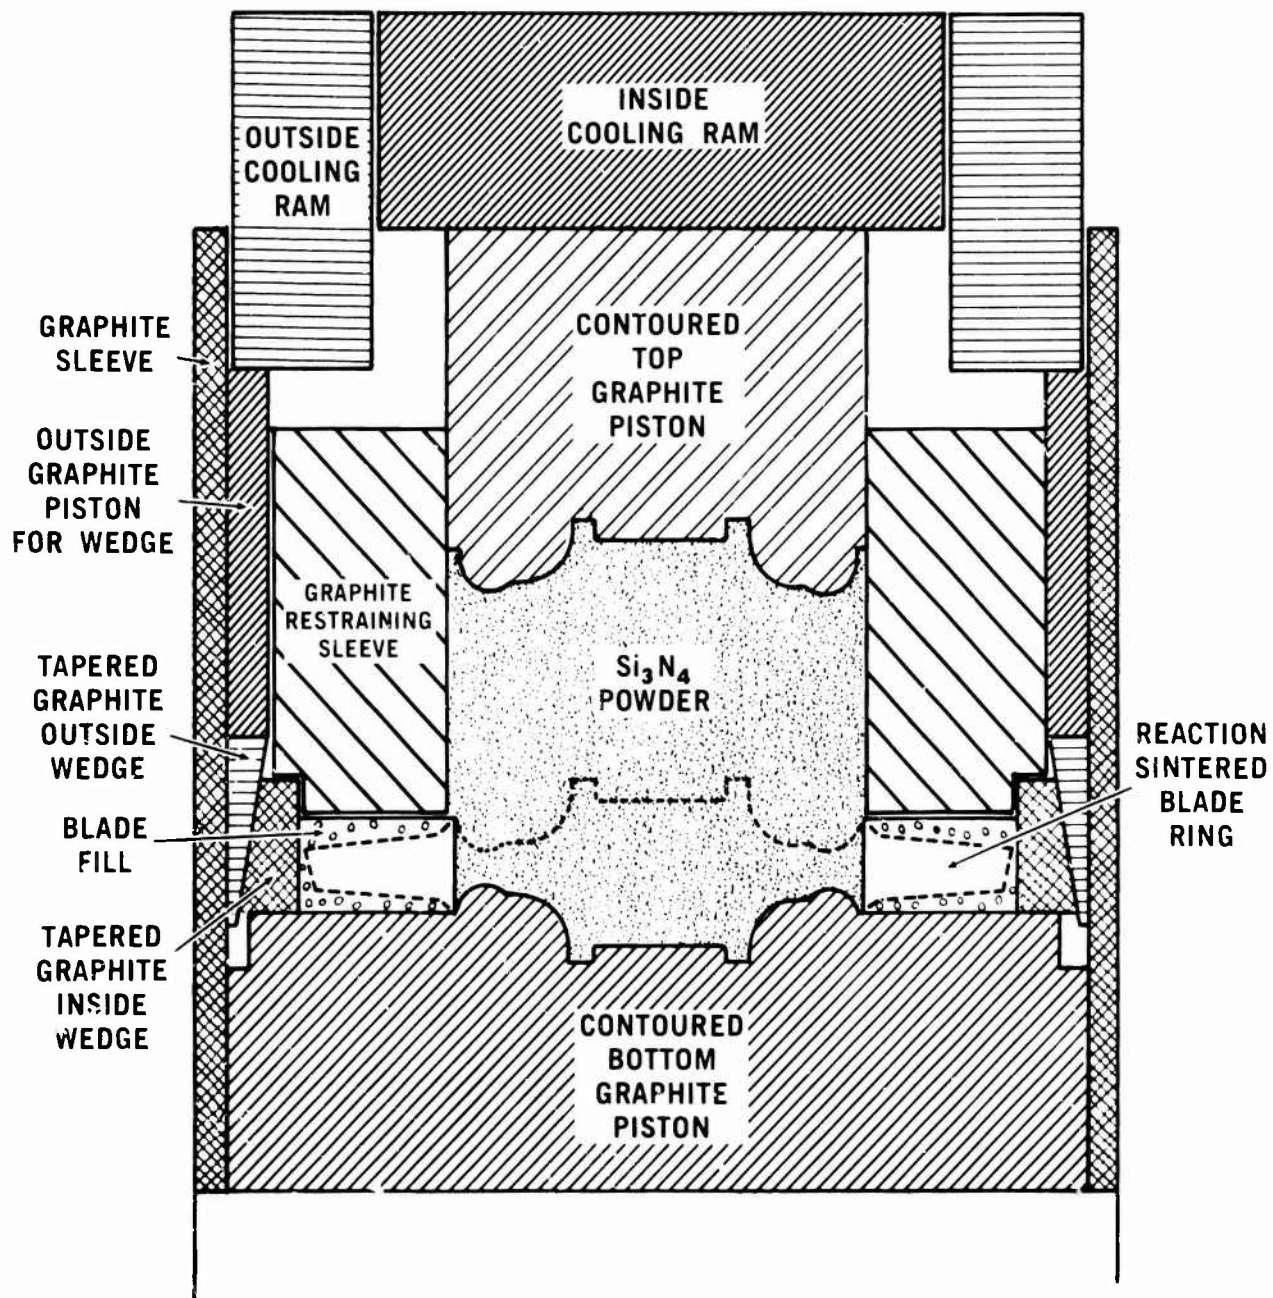 INSIDE
COOLING RAM
OUTSIDE
COOLING
RAM
GRAPHITE
SLEEVE
CONTOURED
TOP
GRAPHITE
PISTON
OUTSIDE
GRAPHITE
PISTON
FOR WEDGE
GRAPHITE
RESTRAINING
SLEEVE
Si₃N₄
POWDER
TAPERED
GRAPHITE
OUTSIDE
WEDGE
REACTION
SINTERED
BLADE
RING
BLADE
FILL
TAPERED
GRAPHITE
INSIDE
WEDGE
CONTOURED
BOTTOM
GRAPHITE
PISTON